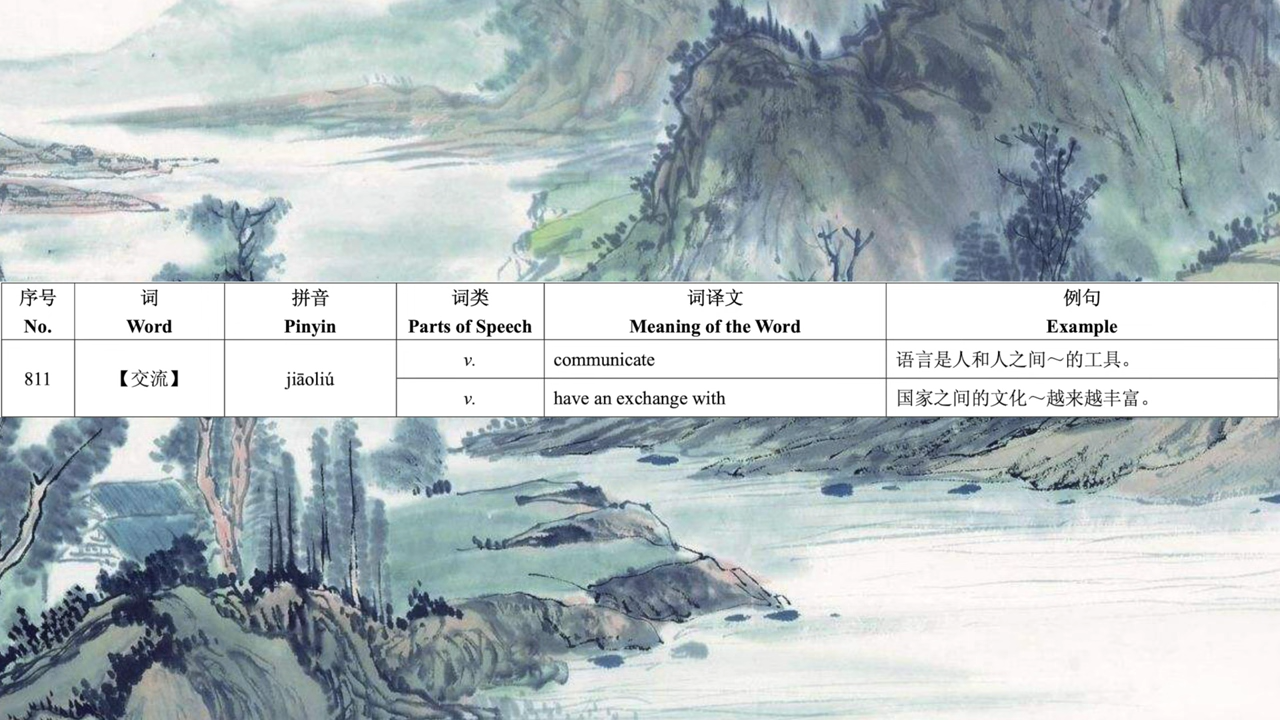 序号 词 拼音 词类 词译文 例句
No. Word Pinyin Parts of Speech Meaning of the Word Example
811 【交流】 jiāoliú v. communicate 语言是人和人之间～的工具。
v. have an exchange with 国家之间的文化～越来越丰富。